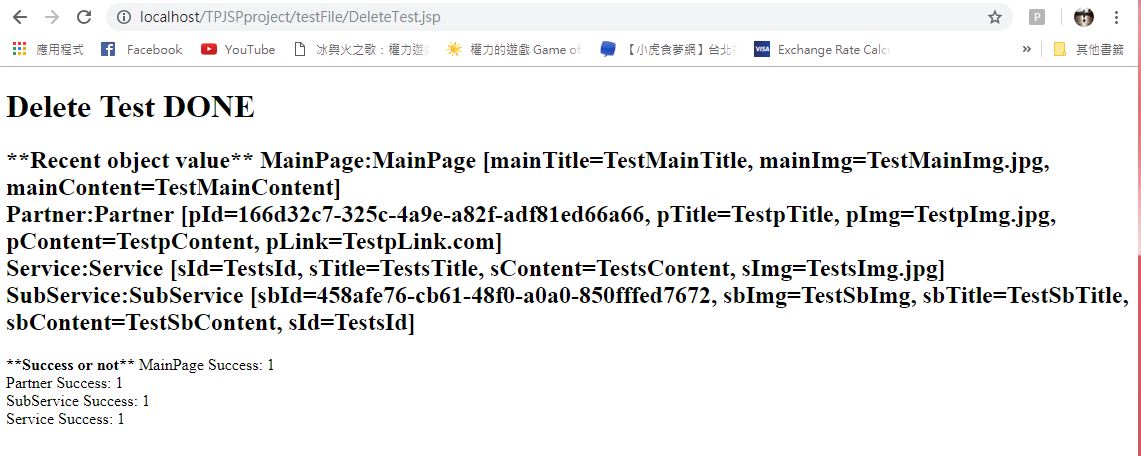 localhost/TPJSPproject/testFile/DeleteTest.jsp
P
應用程式 Facebook YouTube 冰與火之歌：權力遊 權力的遊戲 Game of 【小虎食夢網】台北 VISA Exchange Rate Calc » 其他書籤
Delete Test DONE
**Recent object value** MainPage:MainPage [mainTitle=TestMainTitle, mainImg=TestMainImg.jpg,
mainContent=TestMainContent]
Partner:Partner [pId=166d32c7-325c-4a9e-a82f-adf81ed66a66, pTitle=TestpTitle, pImg=TestpImg.jpg,
pContent=TestpContent, pLink=TestpLink.com]
Service:Service [sId=TestsId, sTitle=TestsTitle, sContent=TestsContent, sImg=TestsImg.jpg]
SubService:SubService [sbId=458afe76-cb61-48f0-a0a0-850fffed7672, sbImg=TestSbImg, sbTitle=TestSbTitle,
sbContent=TestSbContent, sId=TestsId]
**Success or not** MainPage Success: 1
Partner Success: 1
SubService Success: 1
Service Success: 1